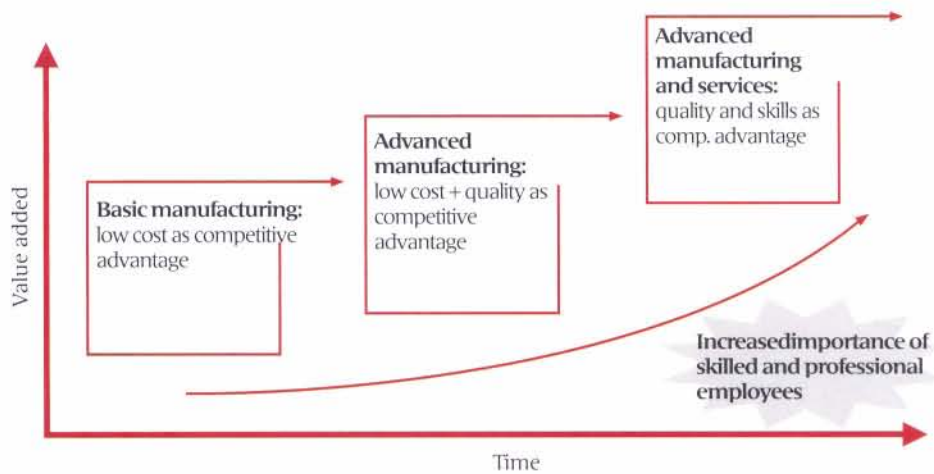 Value added
Basic manufacturing:
low cost as competitive
advantage
Advanced
manufacturing:
low cost + quality as
competitive
advantage
Advanced
manufacturing
and services:
quality and skills as
comp. advantage
Increasedimportance of
skilled and professional
employees
Time